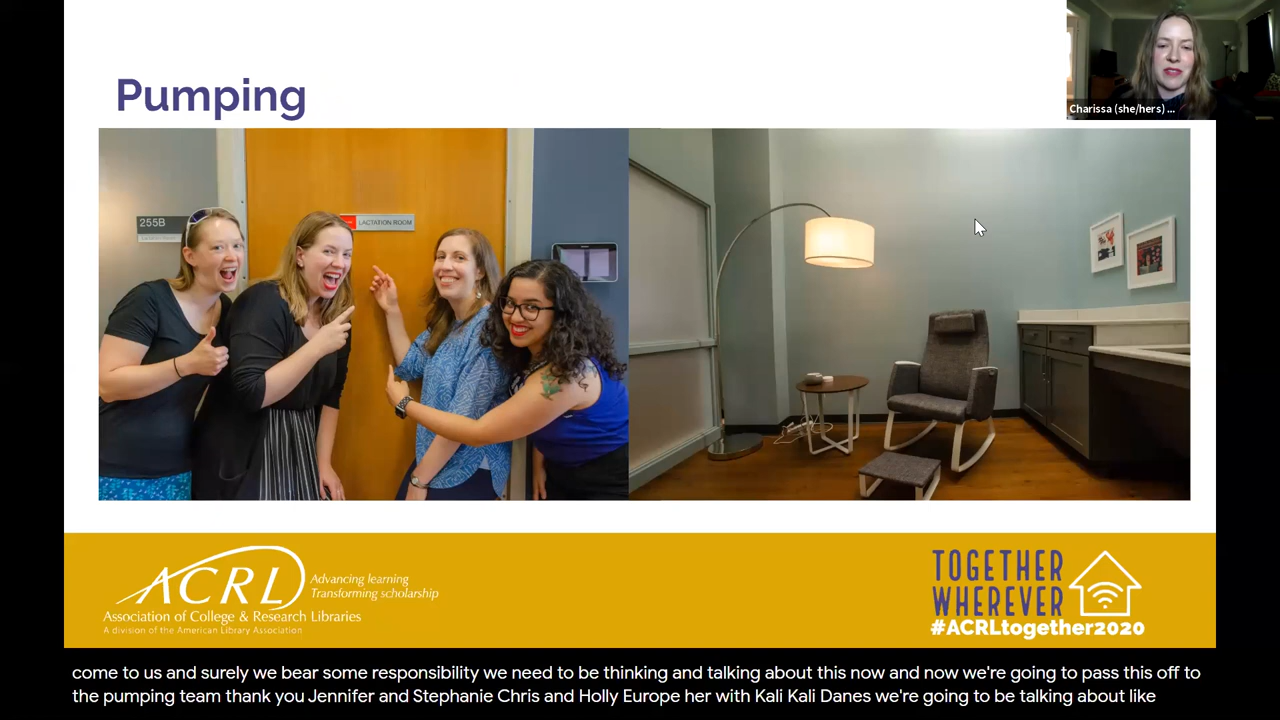 Pumping
Charissa (she/hers) ...
255B
LACTATION ROOM
ACRL
Advancing learning
Transforming scholarship
Association of College & Research Libraries
A division of the American Library Association
TOGETHER
WHEREVER
#ACRLtogether2020
come to us and surely we bear some responsibility we need to be thinking and talking about this now and now we're going to pass this off to
the pumping team thank you Jennifer and Stephanie Chris and Holly Europe her with Kali Kali Danes we're going to be talking about like